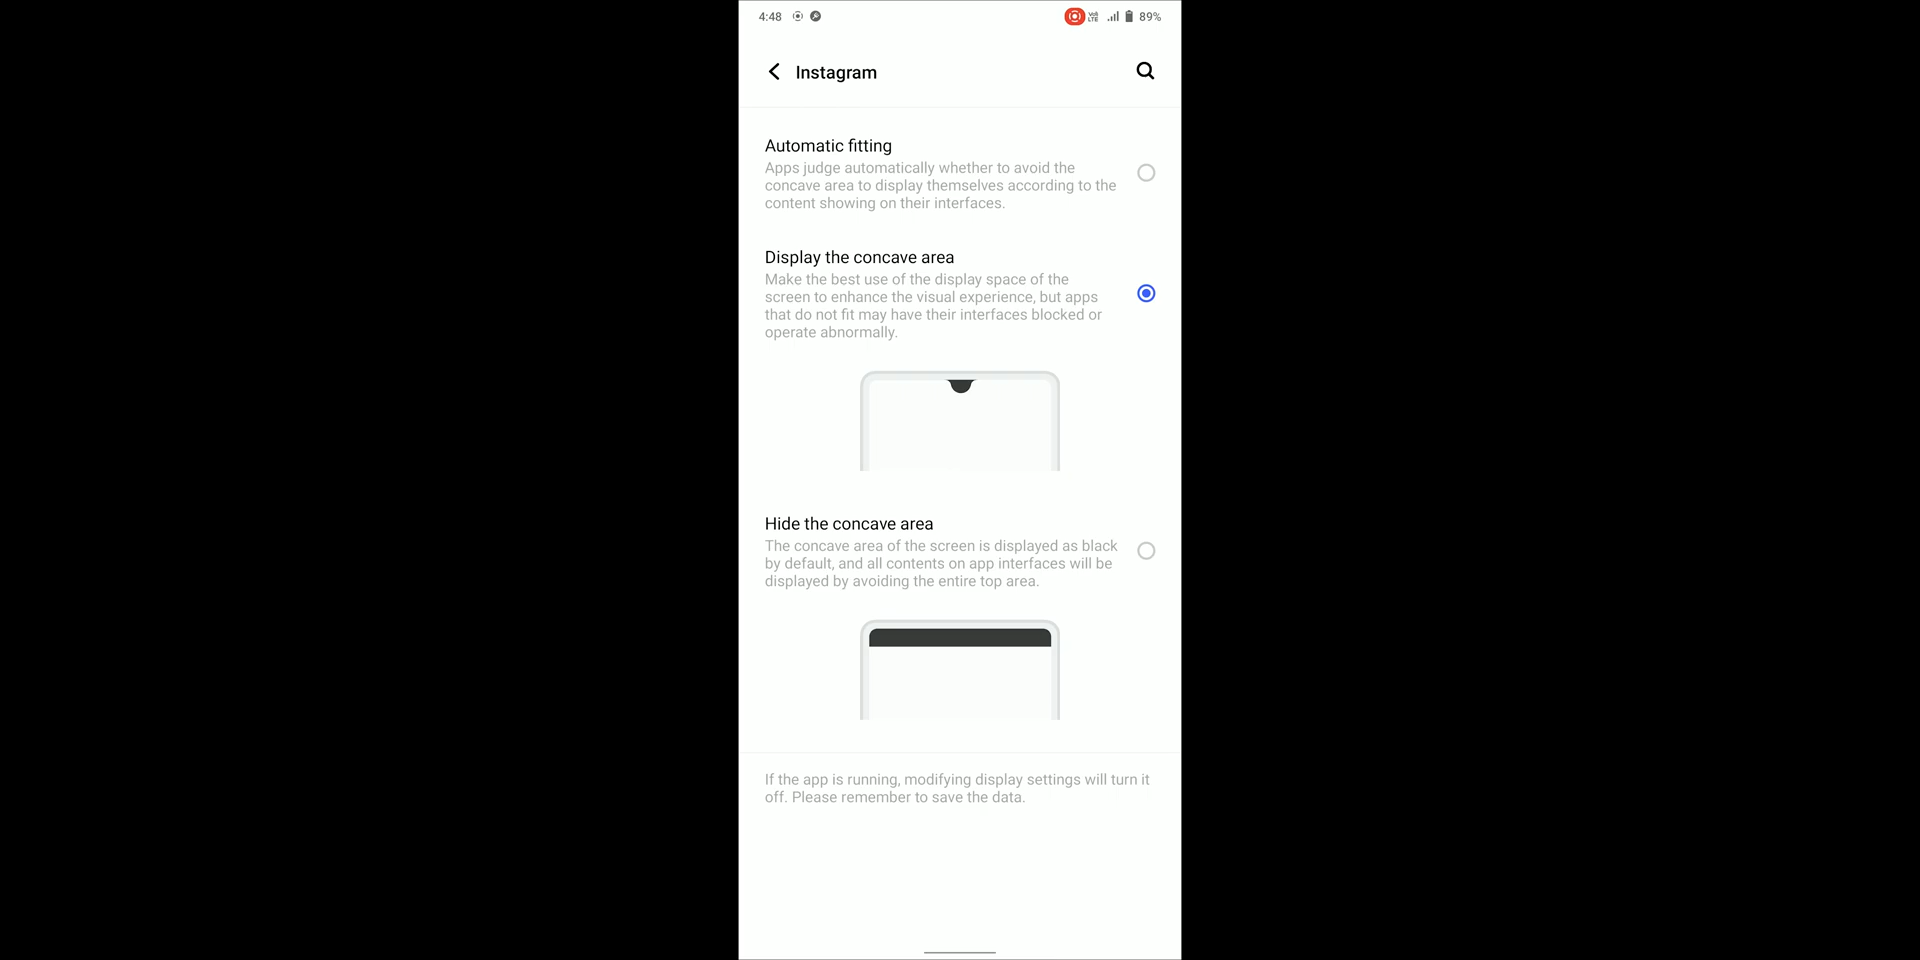 4:48 Vo LTE 89%
Instagram
Automatic fitting
Apps judge automatically whether to avoid the
concave area to display themselves according to the
content showing on their interfaces.
Display the concave area
Make the best use of the display space of the
screen to enhance the visual experience, but apps
that do not fit may have their interfaces blocked or
operate abnormally.
Hide the concave area
The concave area of the screen is displayed as black
by default, and all contents on app interfaces will be
displayed by avoiding the entire top area.
If the app is running, modifying display settings will turn it
off. Please remember to save the data.